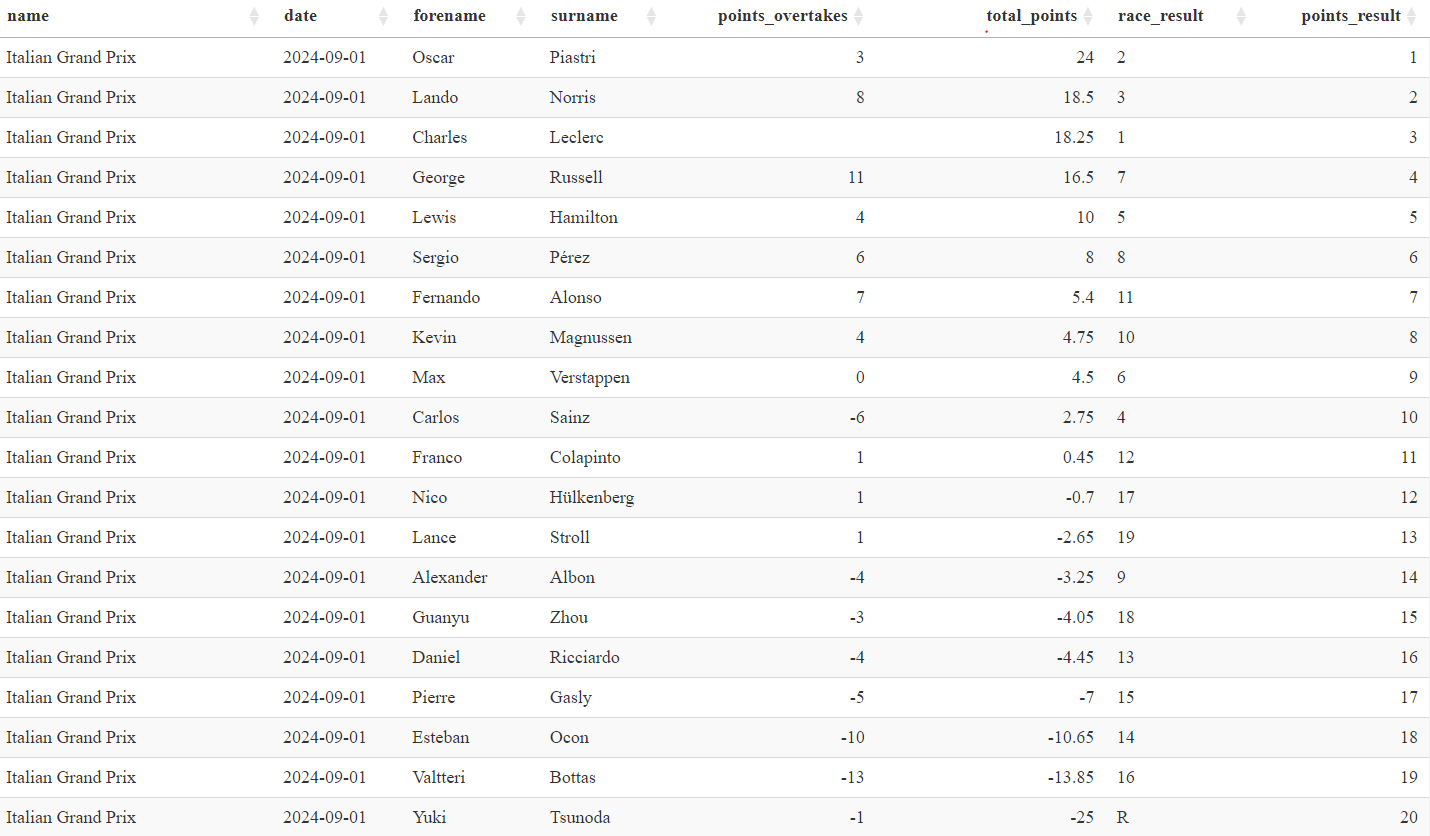 name date forename surname points_overtakes total_points race_result points_result
Italian Grand Prix 2024-09-01 Oscar Piastri 3 24 2 1
Italian Grand Prix 2024-09-01 Lando Norris 8 18.5 3 2
Italian Grand Prix 2024-09-01 Charles Leclerc 18.25 1 3
Italian Grand Prix 2024-09-01 George Russell 11 16.5 7 4
Italian Grand Prix 2024-09-01 Lewis Hamilton 4 10 5 5
Italian Grand Prix 2024-09-01 Sergio Pérez 6 8 8 6
Italian Grand Prix 2024-09-01 Fernando Alonso 7 5.4 11 7
Italian Grand Prix 2024-09-01 Kevin Magnussen 4 4.75 10 8
Italian Grand Prix 2024-09-01 Max Verstappen 0 4.5 6 9
Italian Grand Prix 2024-09-01 Carlos Sainz -6 2.75 4 10
Italian Grand Prix 2024-09-01 Franco Colapinto 1 0.45 12 11
Italian Grand Prix 2024-09-01 Nico Hülkenberg 1 -0.7 17 12
Italian Grand Prix 2024-09-01 Lance Stroll 1 -2.65 19 13
Italian Grand Prix 2024-09-01 Alexander Albon -4 -3.25 9 14
Italian Grand Prix 2024-09-01 Guanyu Zhou -3 -4.05 18 15
Italian Grand Prix 2024-09-01 Daniel Ricciardo -4 -4.45 13 16
Italian Grand Prix 2024-09-01 Pierre Gasly -5 -7 15 17
Italian Grand Prix 2024-09-01 Esteban Ocon -10 -10.65 14 18
Italian Grand Prix 2024-09-01 Valtteri Bottas -13 -13.85 16 19
Italian Grand Prix 2024-09-01 Yuki Tsunoda -1 -25 R 20